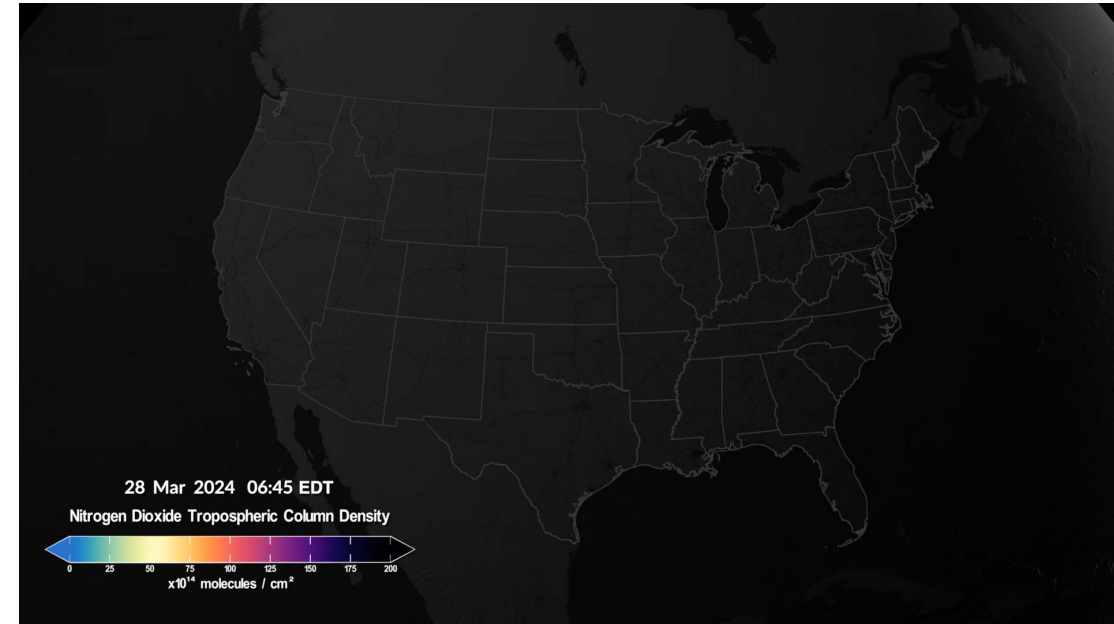 28 Mar 2024 06:45 EDT
Nitrogen Dioxide Tropospheric Column Density
0 25 50 75 100 125 150 175 200
x10¹⁴ molecules / cm²